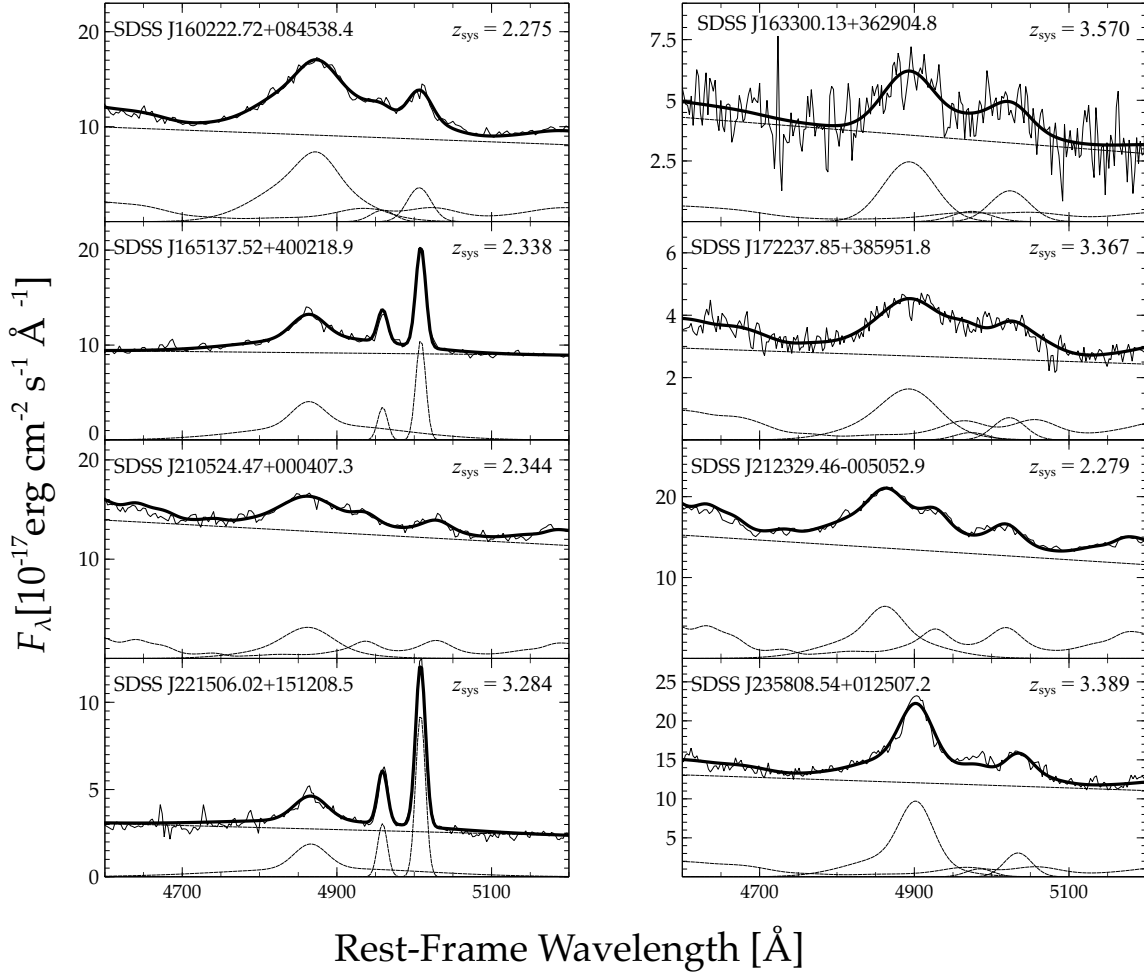 SDSS J160222.72+084538.4 z_sys = 2.275
20
10
0
SDSS J163300.13+362904.8 z_sys = 3.570
7.5
5
2.5
SDSS J165137.52+400218.9 z_sys = 2.338
20
10
0
SDSS J172237.85+385951.8 z_sys = 3.367
6
4
2
SDSS J210524.47+000407.3 z_sys = 2.344
20
10
SDSS J212329.46-005052.9 z_sys = 2.279
20
10
SDSS J221506.02+151208.5 z_sys = 3.284
10
5
0
SDSS J235808.54+012507.2 z_sys = 3.389
25
20
15
10
5
4700 4900 5100
4700 4900 5100
F_λ[10⁻¹⁷erg cm⁻² s⁻¹ Å⁻¹]
Rest-Frame Wavelength [Å]